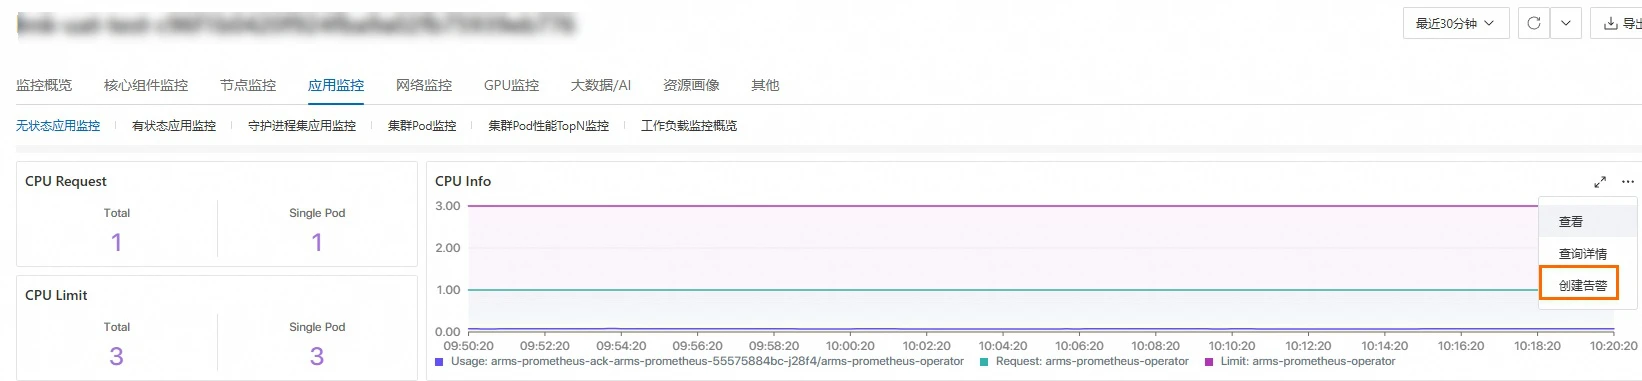 最近30分钟
导出
监控概览 核心组件监控 节点监控 应用监控 网络监控 GPU监控 大数据/AI 资源画像 其他
无状态应用监控 有状态应用监控 守护进程集应用监控 集群Pod监控 集群Pod性能TopN监控 工作负载监控概览
CPU Request
Total Single Pod
1 1
CPU Limit
Total Single Pod
3 3
CPU Info
3.00
2.00
1.00
0.00
09:50:20 09:52:20 09:54:20 09:56:20 09:58:20 10:00:20 10:02:20 10:04:20 10:06:20 10:08:20 10:10:20 10:12:20 10:14:20 10:16:20 10:18:20 10:20:20
Usage: arms-prometheus-ack-arms-prometheus-55575884bc-j28f4/arms-prometheus-operator Request: arms-prometheus-operator Limit: arms-prometheus-operator
查看
查询详情
创建告警